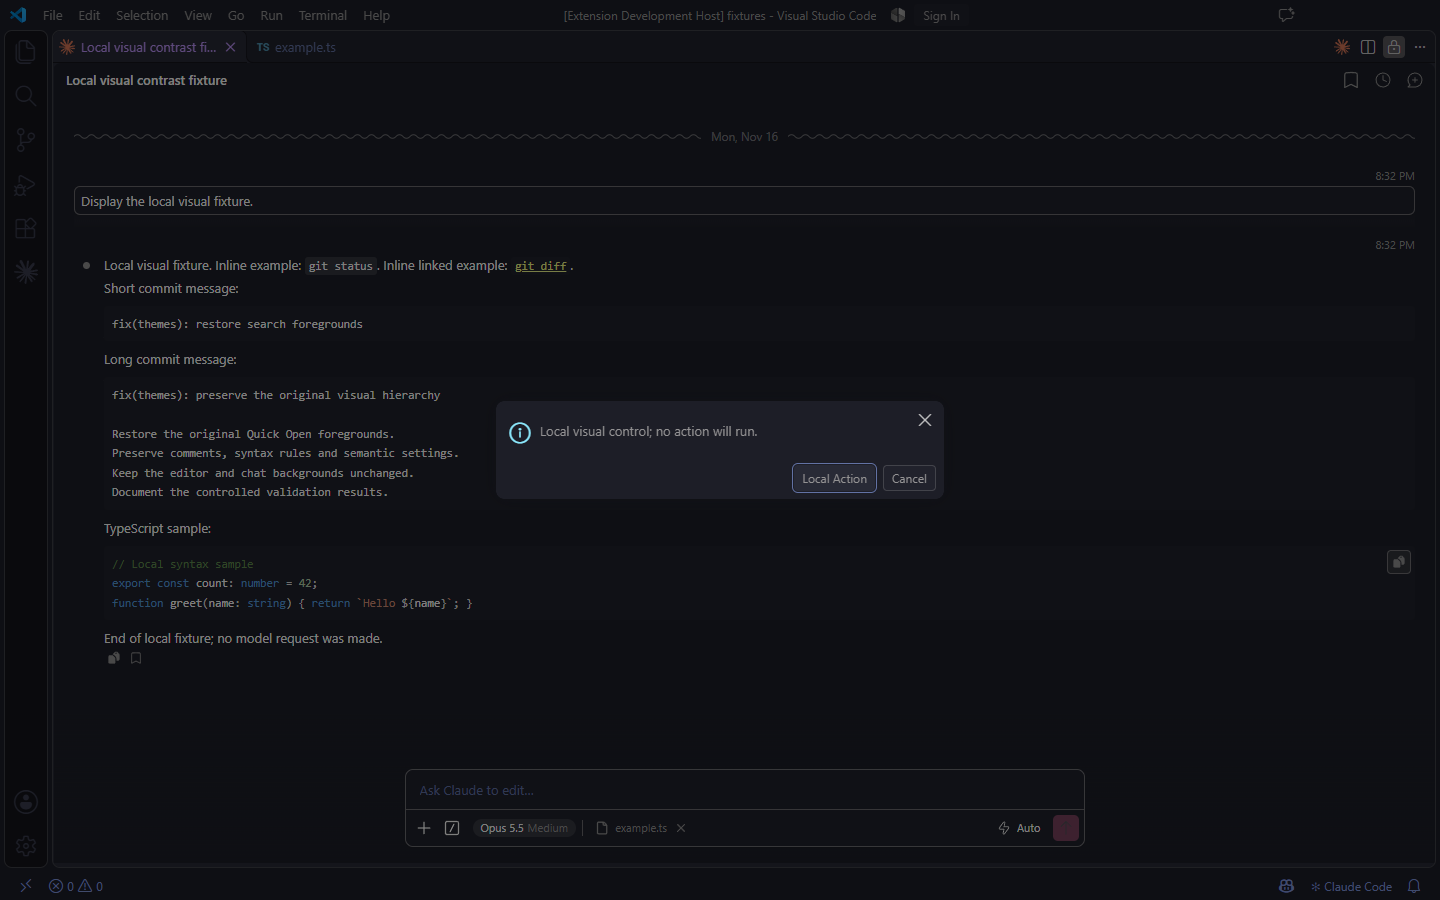 File Edit Selection View Go Run Terminal Help [Extension Development Host] fixtures - Visual Studio Code Sign In
Local visual contrast fi... TS example.ts
Local visual contrast fixture
Mon, Nov 16
8:32 PM
Display the local visual fixture.
8:32 PM
Local visual fixture. Inline example: git status. Inline linked example: git diff.
Short commit message:
fix(themes): restore search foregrounds
Long commit message:
fix(themes): preserve the original visual hierarchy
Restore the original Quick Open foregrounds.
Preserve comments, syntax rules and semantic settings.
Keep the editor and chat backgrounds unchanged.
Document the controlled validation results.
Local visual control; no action will run.
Local Action Cancel
TypeScript sample:
// Local syntax sample
export const count: number = 42;
function greet(name: string) { return `Hello ${name}`; }
End of local fixture; no model request was made.
Ask Claude to edit...
Opus 5.5 Medium example.ts Auto
0 0 Claude Code